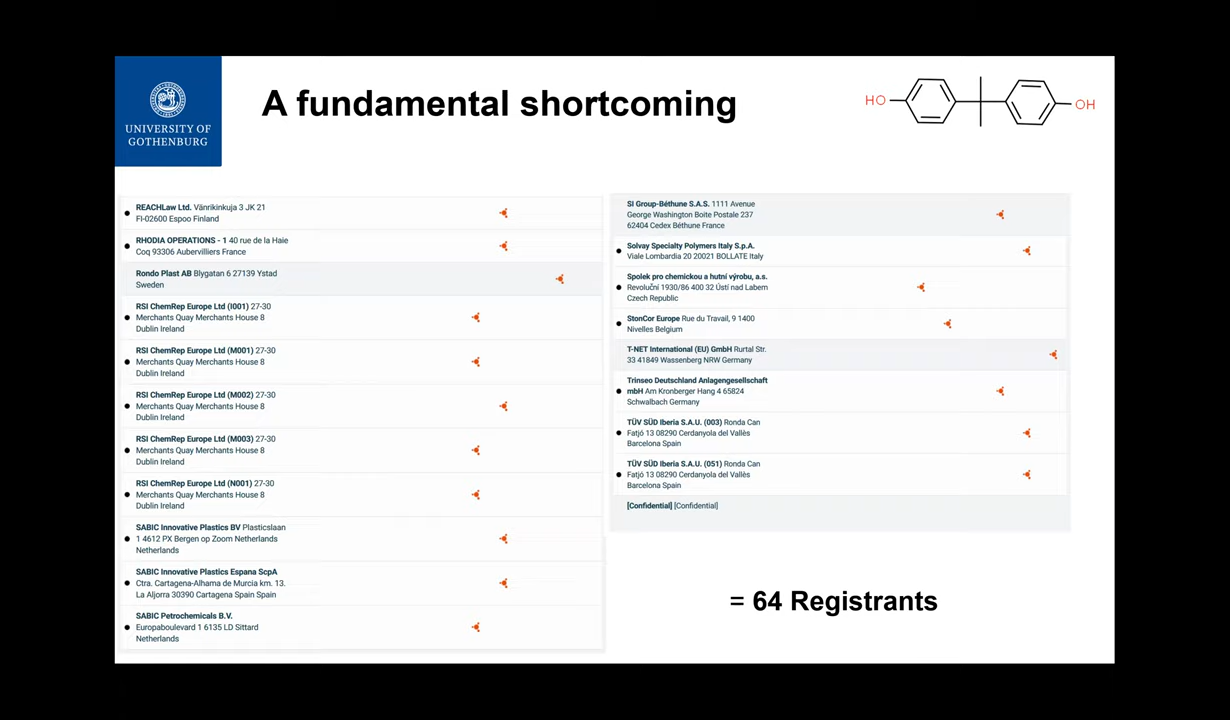 UNIVERSITY OF
GOTHENBURG
A fundamental shortcoming
HO
OH
REACHLaw Ltd. Vänrikinkuja 3 JK 21
FI-02600 Espoo Finland
RHODIA OPERATIONS - 1 40 rue de la Haie
Coq 93306 Aubervilliers France
Rondo Plast AB Blygatan 6 27139 Ystad
Sweden
RSI ChemRep Europe Ltd (I001) 27-30
Merchants Quay Merchants House 8
Dublin Ireland
RSI ChemRep Europe Ltd (M001) 27-30
Merchants Quay Merchants House 8
Dublin Ireland
RSI ChemRep Europe Ltd (M002) 27-30
Merchants Quay Merchants House 8
Dublin Ireland
RSI ChemRep Europe Ltd (M003) 27-30
Merchants Quay Merchants House 8
Dublin Ireland
RSI ChemRep Europe Ltd (N001) 27-30
Merchants Quay Merchants House 8
Dublin Ireland
SABIC Innovative Plastics BV Plasticslaan
1 4612 PX Bergen op Zoom Netherlands
Netherlands
SABIC Innovative Plastics Espana ScpA
Ctra. Cartagena-Alhama de Murcia km. 13.
La Aljorra 30390 Cartagena Spain Spain
SABIC Petrochemicals B.V.
Europaboulevard 1 6135 LD Sittard
Netherlands
SI Group-Béthune S.A.S. 1111 Avenue
George Washington Boite Postale 237
62404 Cedex Béthune France
Solvay Specialty Polymers Italy S.p.A.
Viale Lombardia 20 20021 BOLLATE Italy
Spolek pro chemickou a hutní výrobu, a.s.
Revoluční 1930/86 400 32 Ústí nad Labem
Czech Republic
StonCor Europe Rue du Travail, 9 1400
Nivelles Belgium
T-NET International (EU) GmbH Rurtal Str.
33 41849 Wassenberg NRW Germany
Trinseo Deutschland Anlagengesellschaft
mbH Am Kronberger Hang 4 65824
Schwalbach Germany
TÜV SÜD Iberia S.A.U. (003) Ronda Can
Fatjó 13 08290 Cerdanyola del Vallès
Barcelona Spain
TÜV SÜD Iberia S.A.U. (051) Ronda Can
Fatjó 13 08290 Cerdanyola del Vallès
Barcelona Spain
[Confidential] [Confidential]
= 64 Registrants